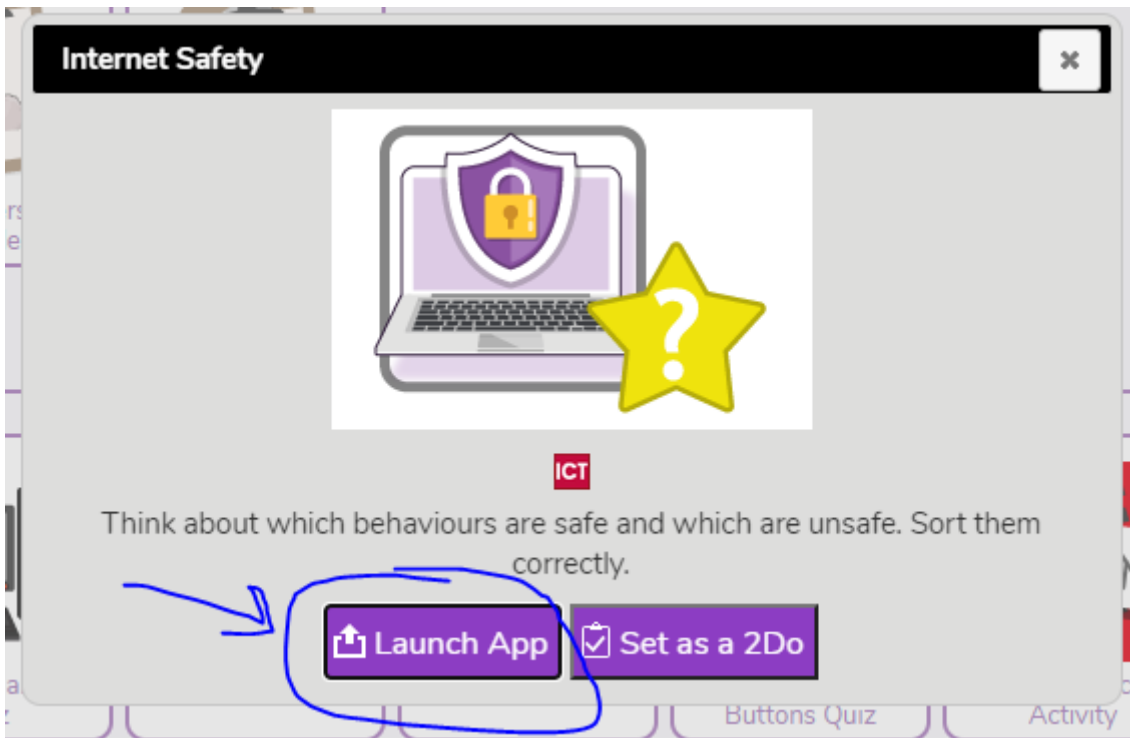 Internet Safety
?
ICT
Think about which behaviours are safe and which are unsafe. Sort them
correctly.
Launch App
Set as a 2Do
Buttons Quiz
Activity